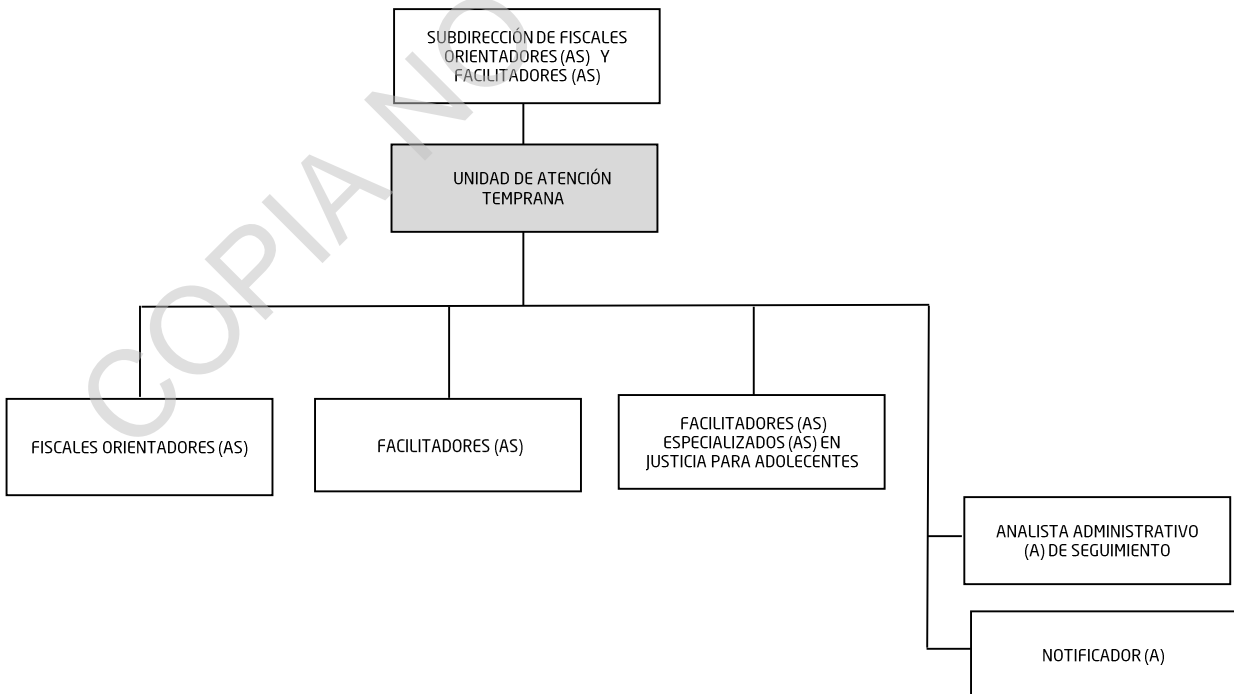 SUBDIRECCIÓN DE FISCALES
ORIENTADORES (AS) Y
FACILITADORES (AS)
UNIDAD DE ATENCIÓN
TEMPRANA
FISCALES ORIENTADORES (AS)
FACILITADORES (AS)
FACILITADORES (AS)
ESPECIALIZADOS (AS) EN
JUSTICIA PARA ADOLECENTES
ANALISTA ADMINISTRATIVO
(A) DE SEGUIMIENTO
NOTIFICADOR (A)
COPIA NO